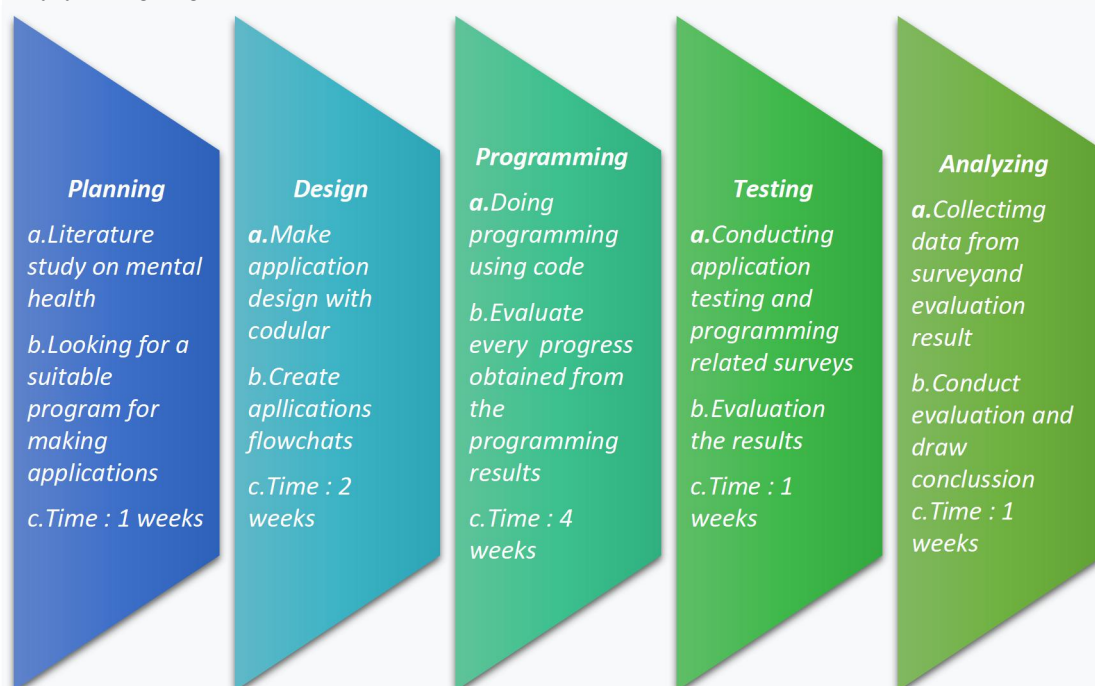 Planning
a.Literature
study on mental
health
b.Looking for a
suitable
program for
making
applications
c.Time : 1 weeks
Design
a.Make
application
design with
codular
b.Create
apllications
flowchats
c.Time : 2
weeks
Programming
a.Doing
programming
using code
b.Evaluate
every progress
obtained from
the
programming
results
c.Time : 4
weeks
Testing
a.Conducting
application
testing and
programming
related surveys
b.Evaluation
the results
c.Time : 1
weeks
Analyzing
a.Collectimg
data from
surveyand
evaluation
result
b.Conduct
evaluation and
draw
conclussion
c.Time : 1
weeks